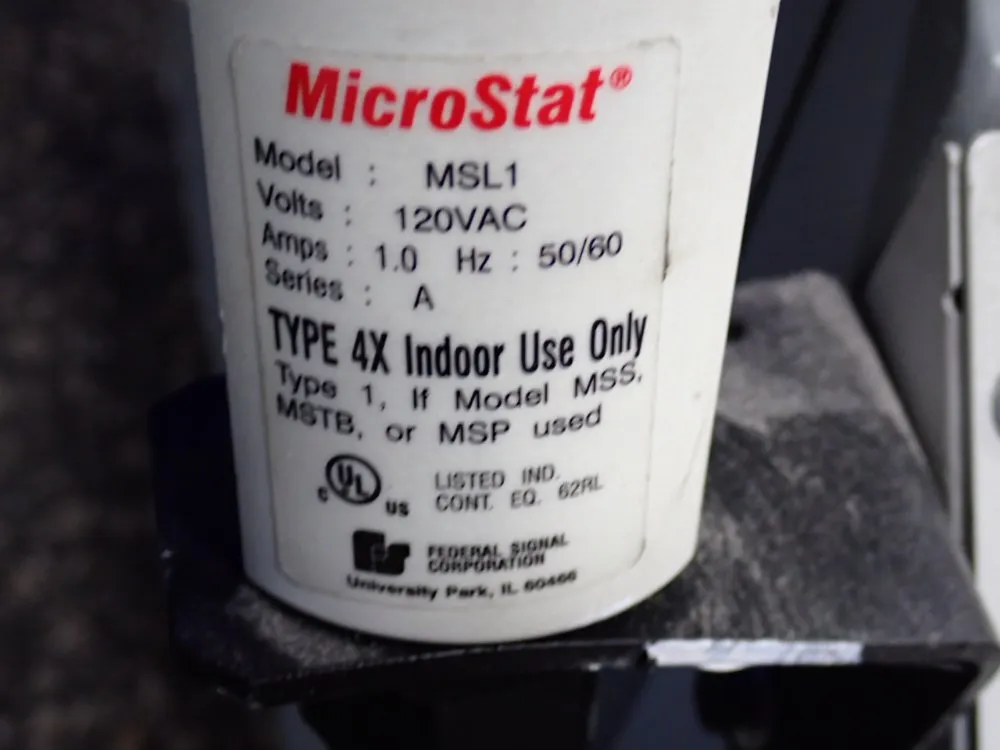 MicroStat®
Model : MSL1
Volts : 120VAC
Amps : 1.0 Hz : 50/60
Series : A
TYPE 4X Indoor Use Only
Type 1, If Model MSS,
MSTB, or MSP used
c UL US
LISTED IND.
CONT. EQ. 62RL
FEDERAL SIGNAL
CORPORATION
University Park, IL 60466